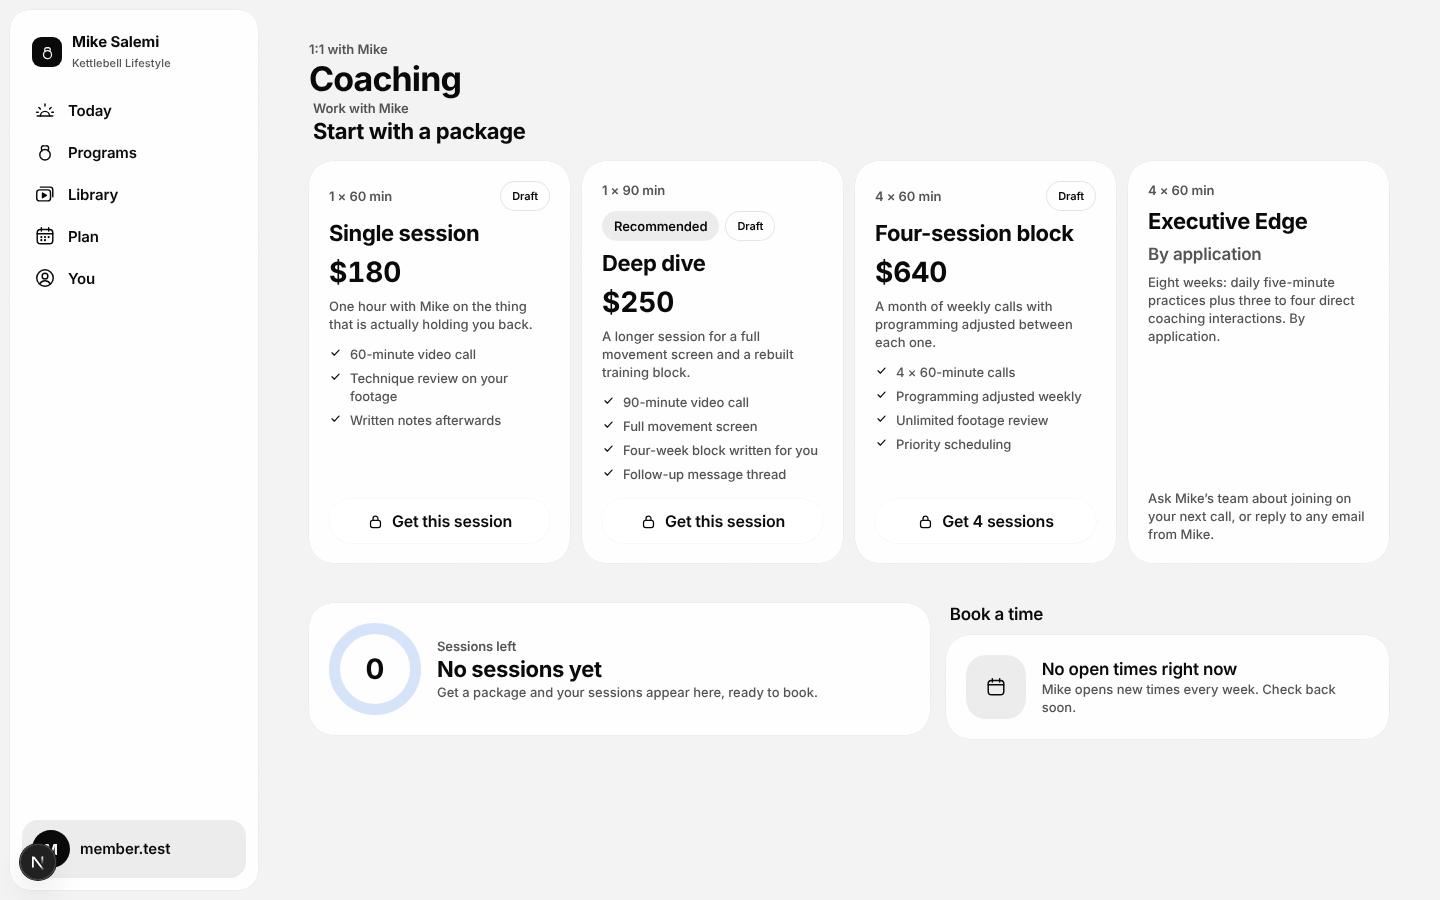 Mike Salemi
Kettlebell Lifestyle
Today
Programs
Library
Plan
You
M
member.test
N
1:1 with Mike
Coaching
Work with Mike
Start with a package
1 × 60 min
Draft
Single session
$180
One hour with Mike on the thing
that is actually holding you back.
60-minute video call
Technique review on your
footage
Written notes afterwards
Get this session
1 × 90 min
Recommended
Draft
Deep dive
$250
A longer session for a full
movement screen and a rebuilt
training block.
90-minute video call
Full movement screen
Four-week block written for you
Follow-up message thread
Get this session
4 × 60 min
Draft
Four-session block
$640
A month of weekly calls with
programming adjusted between
each one.
4 × 60-minute calls
Programming adjusted weekly
Unlimited footage review
Priority scheduling
Get 4 sessions
4 × 60 min
Executive Edge
By application
Eight weeks: daily five-minute
practices plus three to four direct
coaching interactions. By
application.
Ask Mike’s team about joining on
your next call, or reply to any email
from Mike.
0
Sessions left
No sessions yet
Get a package and your sessions appear here, ready to book.
Book a time
No open times right now
Mike opens new times every week. Check back
soon.